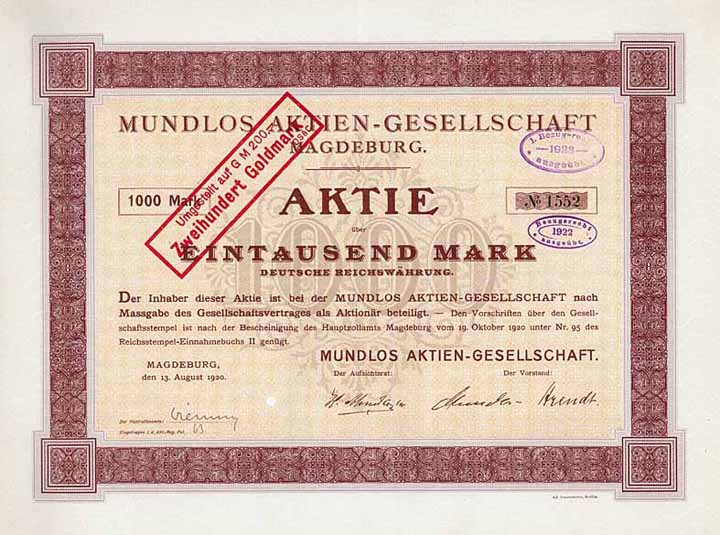 MUNDLOS AKTIEN-GESELLSCHAFT
MAGDEBURG.
Umgestellt auf G M 200.-
Zweihundert Goldmark
I. Bezugsrecht
1922
ausgeübt.
1000 Mark
AKTIE
№ 1552
über
Bezugsrecht
1922
ausgeübt.
EINTAUSEND MARK
DEUTSCHE REICHSWÄHRUNG.
1000
Der Inhaber dieser Aktie ist bei der MUNDLOS AKTIEN-GESELLSCHAFT nach
Massgabe des Gesellschaftsvertrages als Aktionär beteiligt. — Den Vorschriften über den Gesell-
schaftsstempel ist nach der Bescheinigung des Hauptzollamts Magdeburg vom 19. Oktober 1920 unter Nr. 95 des
Reichsstempel-Einnahmebuchs II genügt.
MAGDEBURG,
den 13. August 1920.
MUNDLOS AKTIEN-GESELLSCHAFT.
Der Aufsichtsrat:
Der Vorstand:
Arendt.
Der Kontrollbeamte: